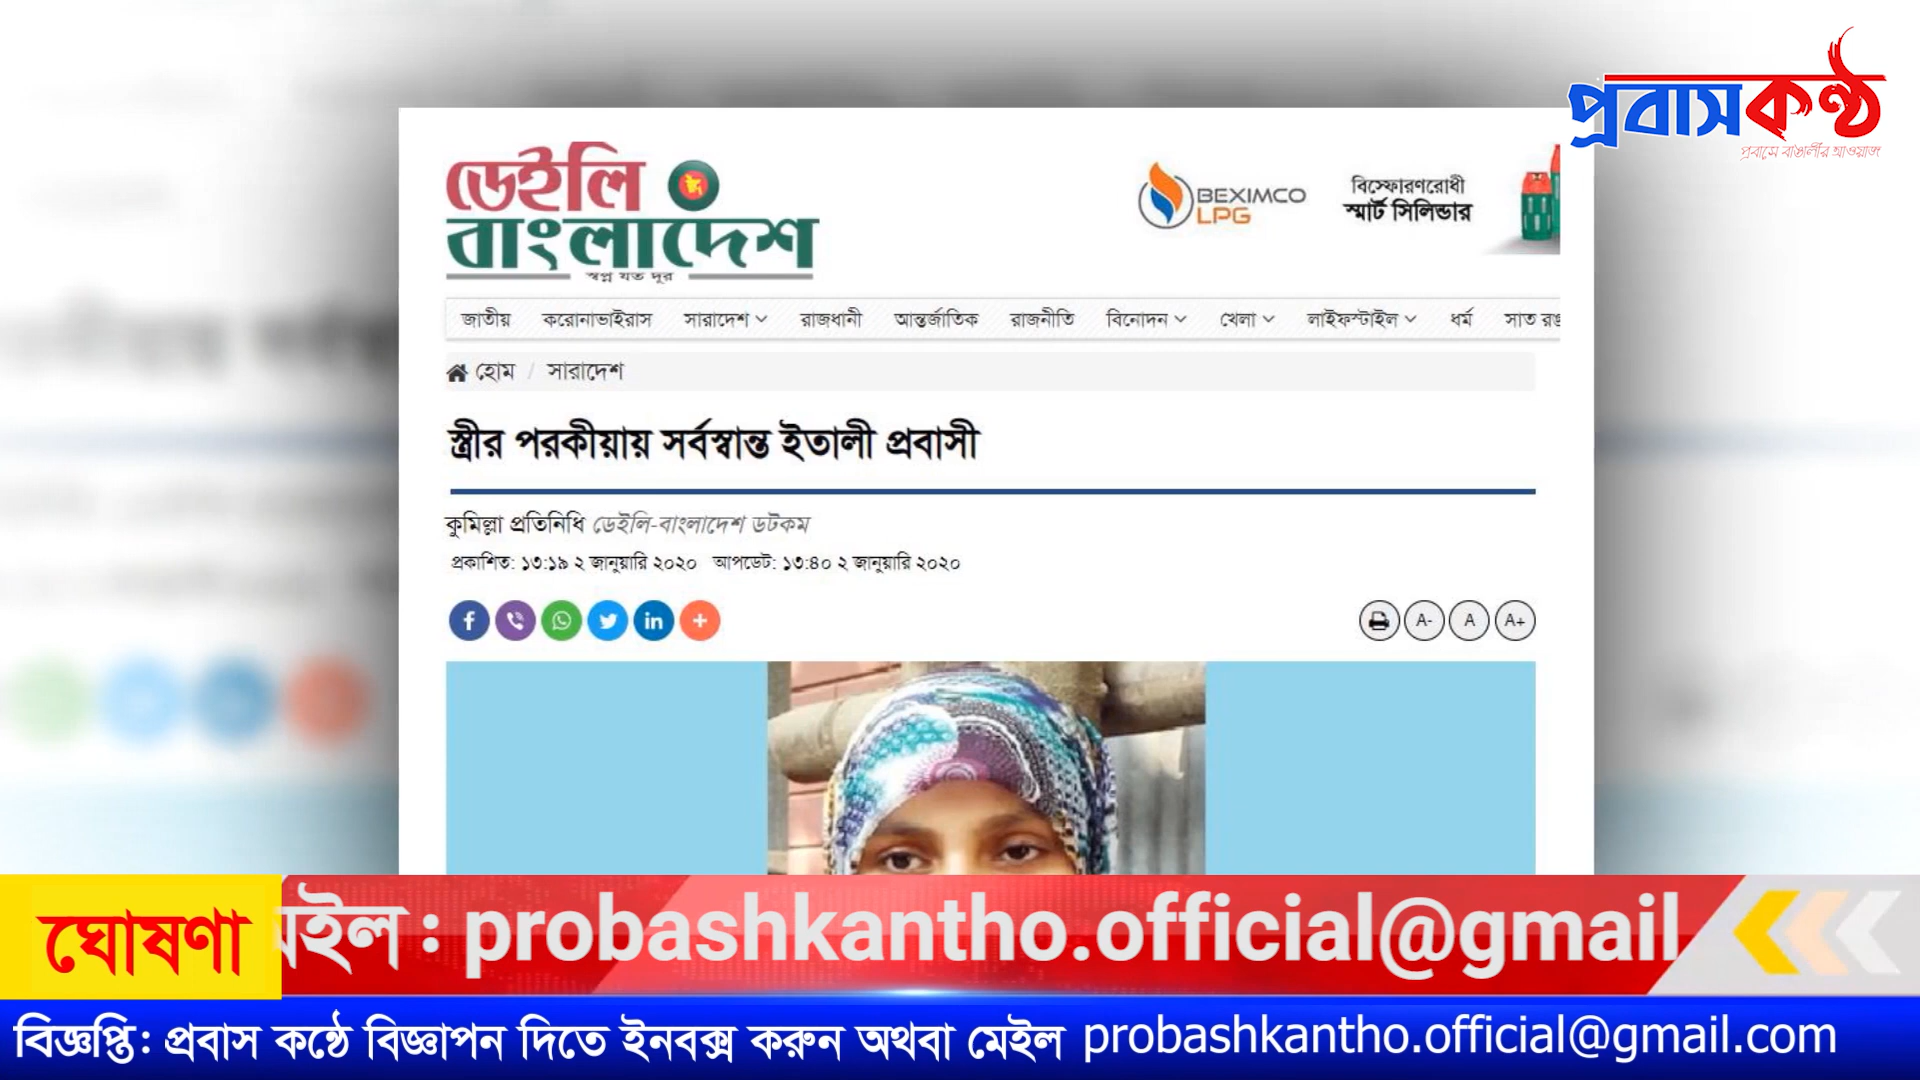 প্রবাসকণ্ঠ
প্রবাসে বাঙালীর আওয়াজ
ডেইলি
বাংলাদেশ
স্বপ্ন যত দূর
BEXIMCO
LPG
বিস্ফোরণরোধী
স্মার্ট সিলিন্ডার
জাতীয় করোনাভাইরাস সারাদেশ রাজধানী আন্তর্জাতিক রাজনীতি বিনোদন খেলা লাইফস্টাইল ধর্ম সাত
হোম / সারাদেশ
স্ত্রীর পরকীয়ায় সর্বস্বান্ত ইতালী প্রবাসী
কুমিল্লা প্রতিনিধি ডেইলি-বাংলাদেশ ডটকম
প্রকাশিত: ১৩:১৯ ২ জানুয়ারি ২০২০ আপডেট: ১৩:৪০ ২ জানুয়ারি ২০২০
A- A A+
ঘোষণা
: probashkantho.official@gmail
বিজ্ঞপ্তি: প্রবাস কন্ঠে বিজ্ঞাপন দিতে ইনবক্স করুন অথবা মেইল probashkantho.official@gmail.com